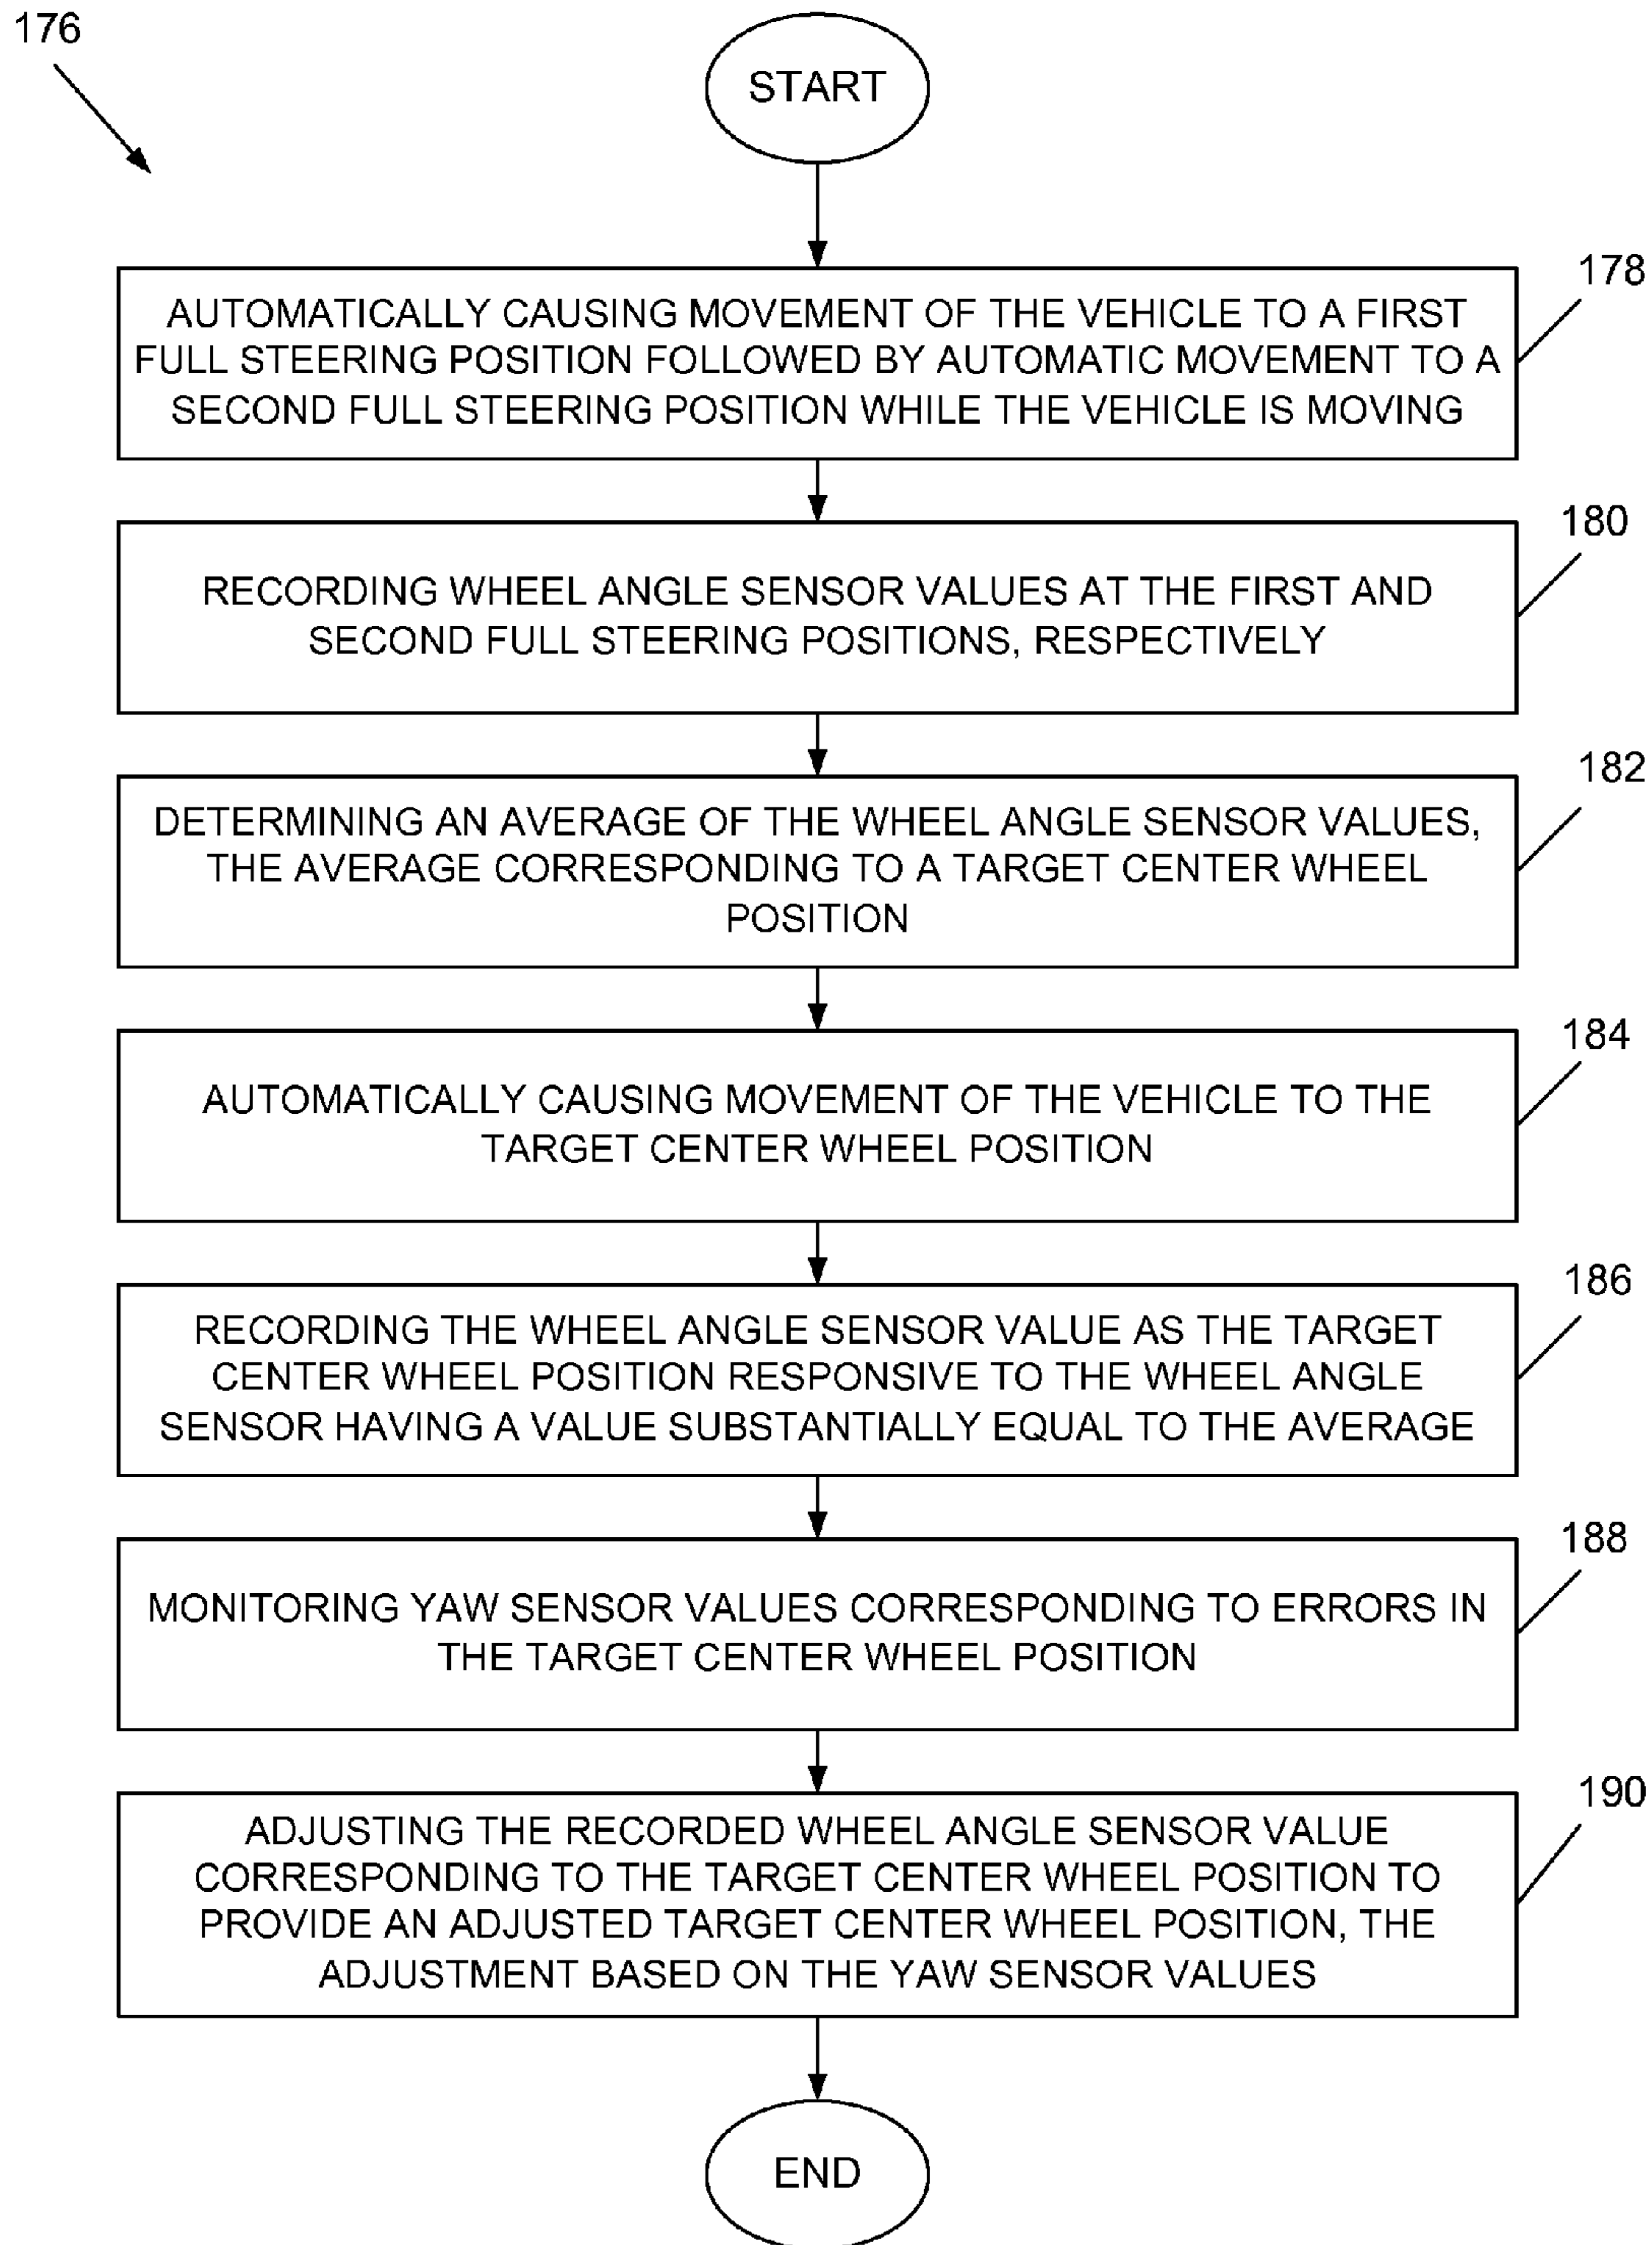 176
START
178
AUTOMATICALLY CAUSING MOVEMENT OF THE VEHICLE TO A FIRST
FULL STEERING POSITION FOLLOWED BY AUTOMATIC MOVEMENT TO A
SECOND FULL STEERING POSITION WHILE THE VEHICLE IS MOVING
180
RECORDING WHEEL ANGLE SENSOR VALUES AT THE FIRST AND
SECOND FULL STEERING POSITIONS, RESPECTIVELY
182
DETERMINING AN AVERAGE OF THE WHEEL ANGLE SENSOR VALUES,
THE AVERAGE CORRESPONDING TO A TARGET CENTER WHEEL
POSITION
184
AUTOMATICALLY CAUSING MOVEMENT OF THE VEHICLE TO THE
TARGET CENTER WHEEL POSITION
186
RECORDING THE WHEEL ANGLE SENSOR VALUE AS THE TARGET
CENTER WHEEL POSITION RESPONSIVE TO THE WHEEL ANGLE
SENSOR HAVING A VALUE SUBSTANTIALLY EQUAL TO THE AVERAGE
188
MONITORING YAW SENSOR VALUES CORRESPONDING TO ERRORS IN
THE TARGET CENTER WHEEL POSITION
190
ADJUSTING THE RECORDED WHEEL ANGLE SENSOR VALUE
CORRESPONDING TO THE TARGET CENTER WHEEL POSITION TO
PROVIDE AN ADJUSTED TARGET CENTER WHEEL POSITION, THE
ADJUSTMENT BASED ON THE YAW SENSOR VALUES
END